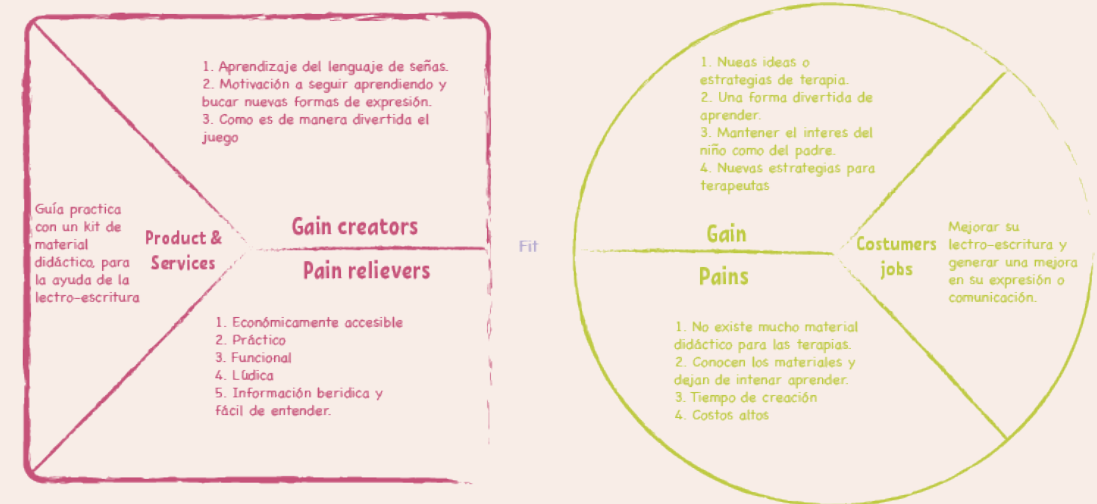 1. Aprendizaje del lenguaje de señas.
2. Motivación a seguir aprendiendo y
bucar nuevas formas de expresión.
3. Como es de manera divertida el
juego
Guía practica
con un kit de
material
didáctico, para
la ayuda de la
lectro-escritura
Product &
Services
Gain creators
Pain relievers
1. Económicamente accesible
2. Práctico
3. Funcional
4. Lúdica
5. Información beridica y
fácil de entender.
Fit
1. Nueas ideas o
estrategias de terapia.
2. Una forma divertida de
aprender.
3. Mantener el interes del
niño como del padre.
4. Nuevas estrategias para
terapeutas
Gain
Pains
Costumers
jobs
Mejorar su
lectro-escritura y
generar una mejora
en su expresión o
comunicación.
1. No existe mucho material
didáctico para las terapias.
2. Conocen los materiales y
dejan de intenar aprender.
3. Tiempo de creación
4. Costos altos